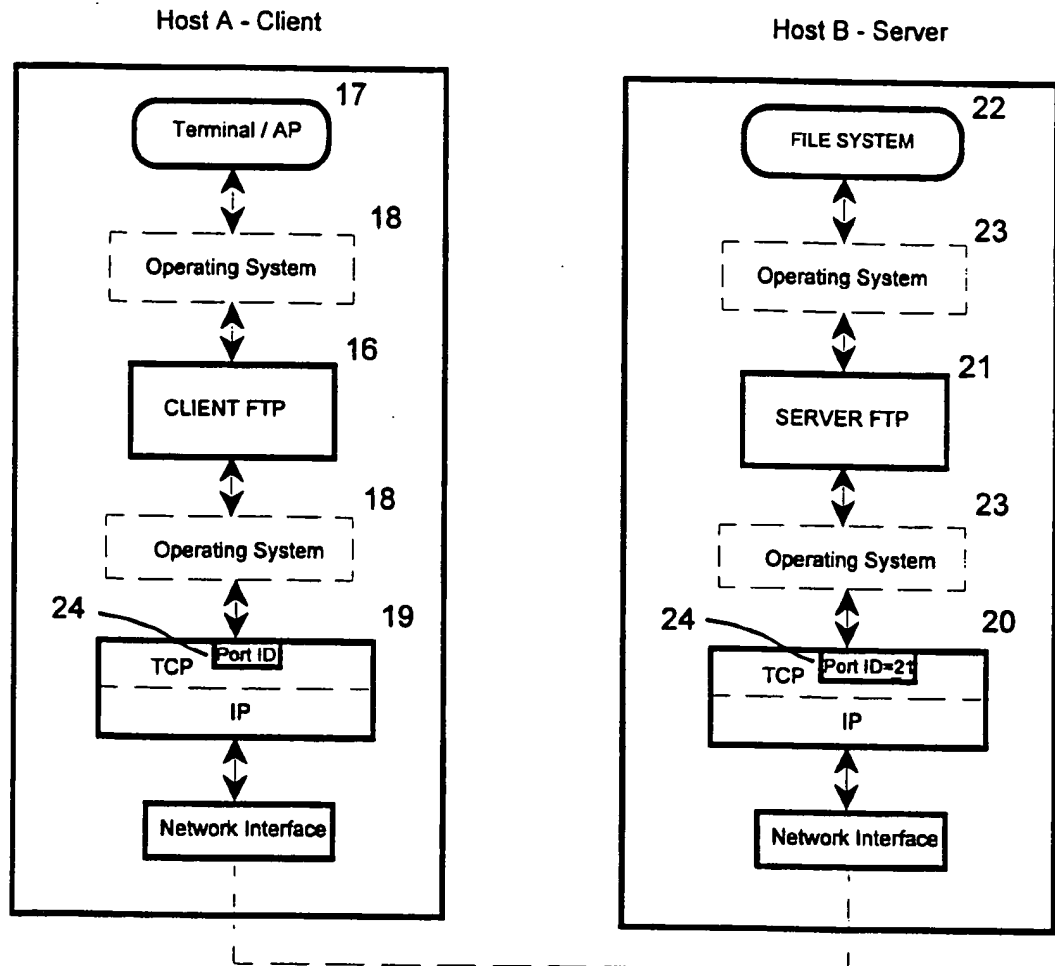 Host A - Client
17
Terminal / AP
18
Operating System
16
CLIENT FTP
18
Operating System
24
19
Port ID
TCP
IP
Network Interface
Host B - Server
22
FILE SYSTEM
23
Operating System
21
SERVER FTP
23
Operating System
24
20
Port ID=21
TCP
IP
Network Interface